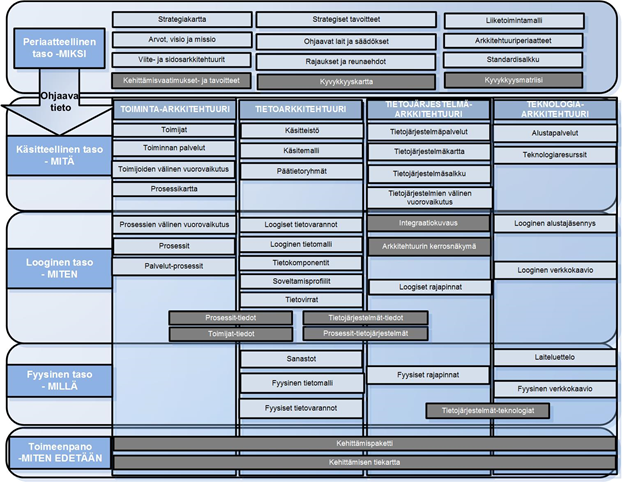 Periaatteellinen
taso -MIKSI
Strategiakartta
Strategiset tavoitteet
Liiketoimintamalli
Arvot, visio ja missio
Ohjaavat lait ja säädökset
Arkkitehtuuriperiaatteet
Viite- ja sidosarkkitehtuurit
Rajaukset ja reunaehdot
Standardisalkku
Kehittämisvaatimukset- ja tavoitteet
Kyvykkyyskartta
Kyvykkyysmatriisi
Ohjaava
tieto
TOIMINTA-ARKKITEHTUURI
TIETOARKKITEHTUURI
TIETOJÄRJESTELMÄ-
ARKKITEHTUURI
TEKNOLOGIA-
ARKKITEHTUURI
Käsitteellinen taso
- MITÄ
Toimijat
Käsitteistö
Tietojärjestelmäpalvelut
Alustapalvelut
Toiminnan palvelut
Käsitemalli
Tietojärjestelmäkartta
Teknologiaresurssit
Toimijoiden välinen vuorovaikutus
Päätietoryhmät
Tietojärjestelmäsalkku
Prosessikartta
Tietojärjestelmien välinen
vuorovaikutus
Looginen taso
- MITEN
Prosessien välinen vuorovaikutus
Loogiset tietovarannot
Integraatiokuvaus
Looginen alustajäsennys
Prosessit
Looginen tietomalli
Arkkitehtuurin kerrosnäkymä
Palvelut-prosessit
Tietokomponentit
Looginen verkkokaavio
Soveltamisprofiilit
Loogiset rajapinnat
Tietovirrat
Prosessit-tiedot
Tietojärjestelmät-tiedot
Toimijat-tiedot
Prosessit-tietojärjestelmät
Fyysinen taso
- MILLÄ
Sanastot
Laiteluettelo
Fyysinen tietomalli
Fyysiset rajapinnat
Fyysinen verkkokaavio
Fyysiset tietovarannot
Tietojärjestelmät-teknologiat
Toimeenpano
-MITEN EDETÄÄN
Kehittämispaketti
Kehittämisen tiekartta